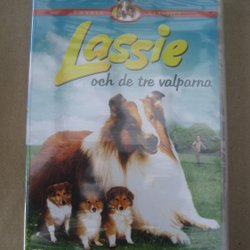 Lassie
och de tre valparna